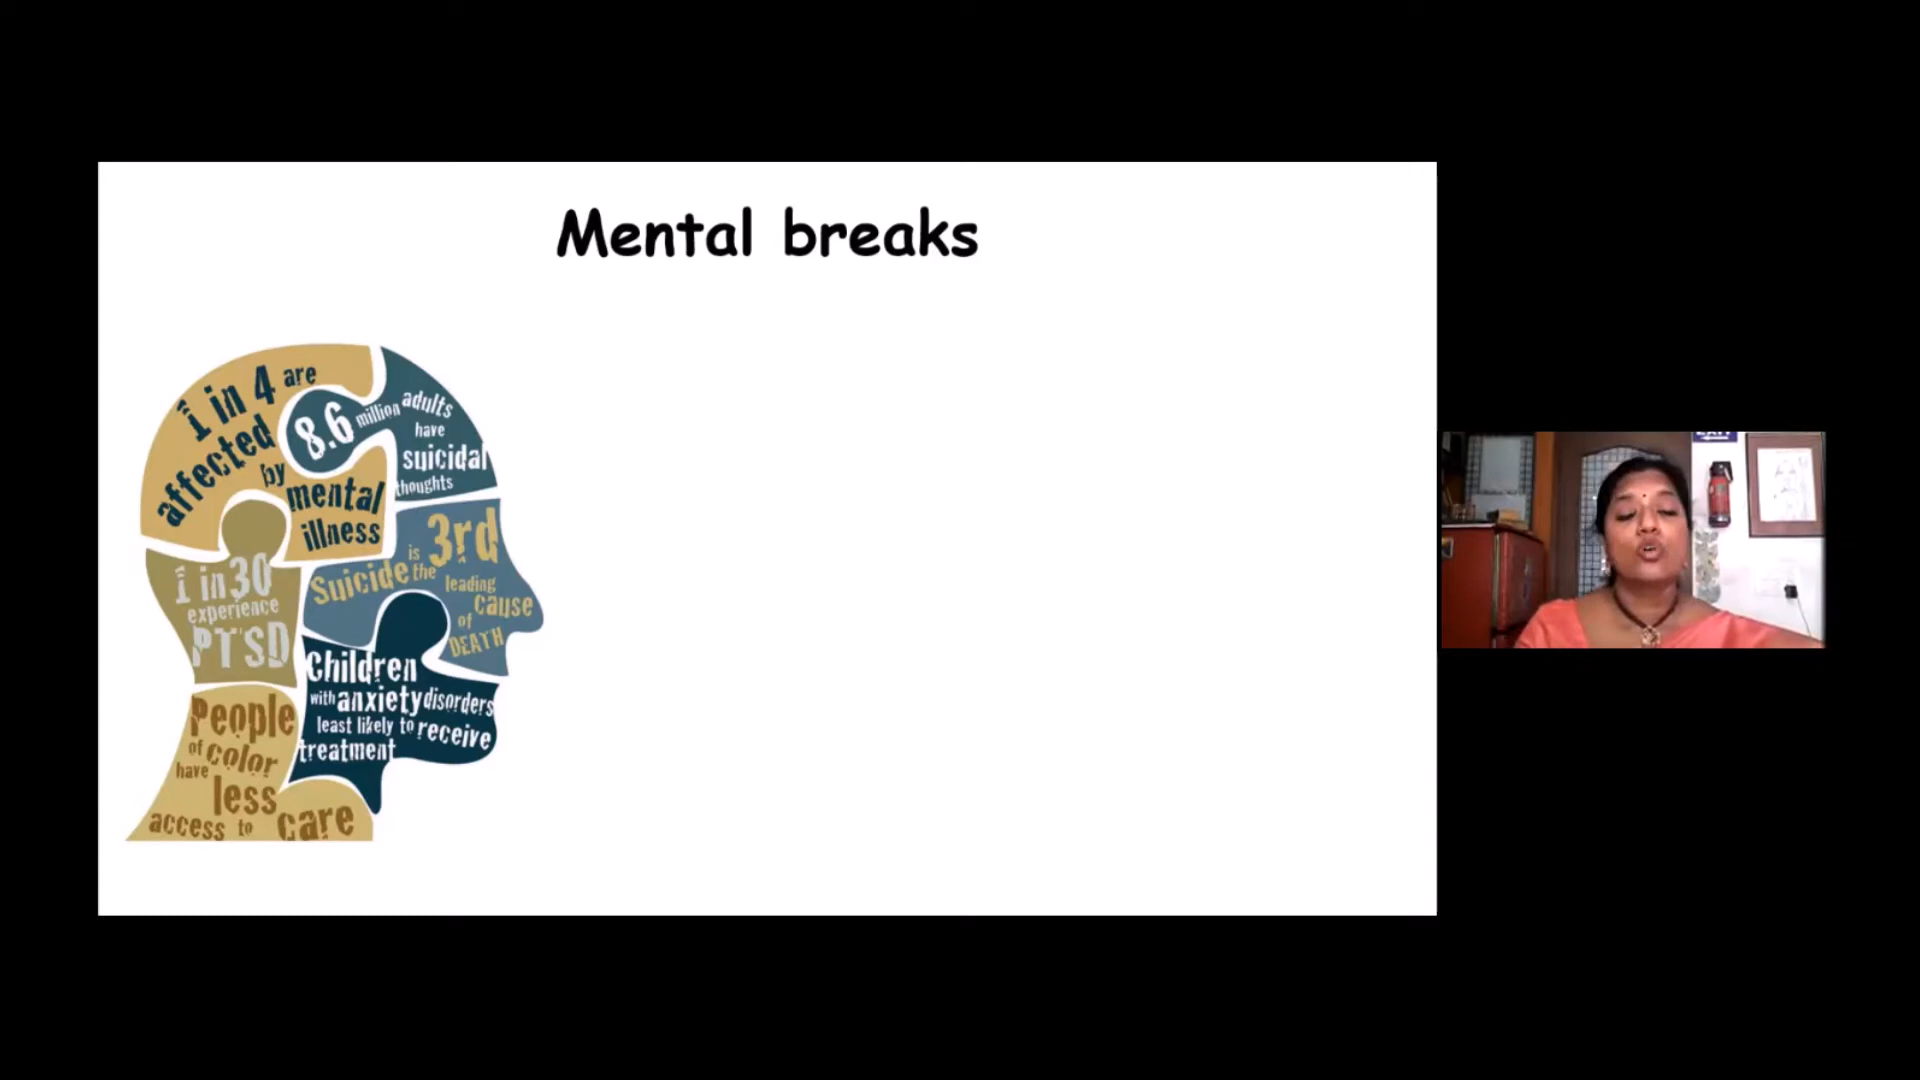 Mental breaks
1 in 4 are
affected
by
mental
illness
8.6 million adults
have
suicidal
thoughts
1 in 30
experience
PTSD
Suicide is the 3rd
leading
cause
of
DEATH
Children
with anxiety disorders
least likely to receive
treatment
People
of color
have
less
access to care
EXIT